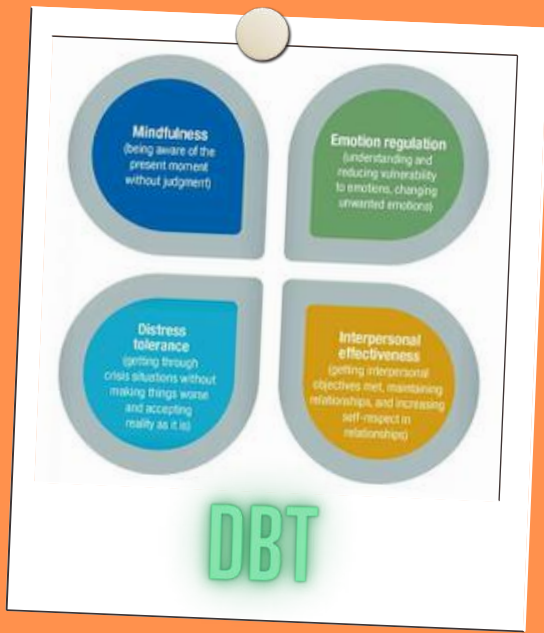 Mindfulness
(being aware of the
present moment
without judgment)
Emotion regulation
(understanding and
reducing vulnerability
to emotions, changing
unwanted emotions)
Distress
tolerance
(getting through
crisis situations without
making things worse
and accepting
reality as it is)
Interpersonal
effectiveness
(getting interpersonal
objectives met, maintaining
relationships, and increasing
self-respect in
relationships)
DBT